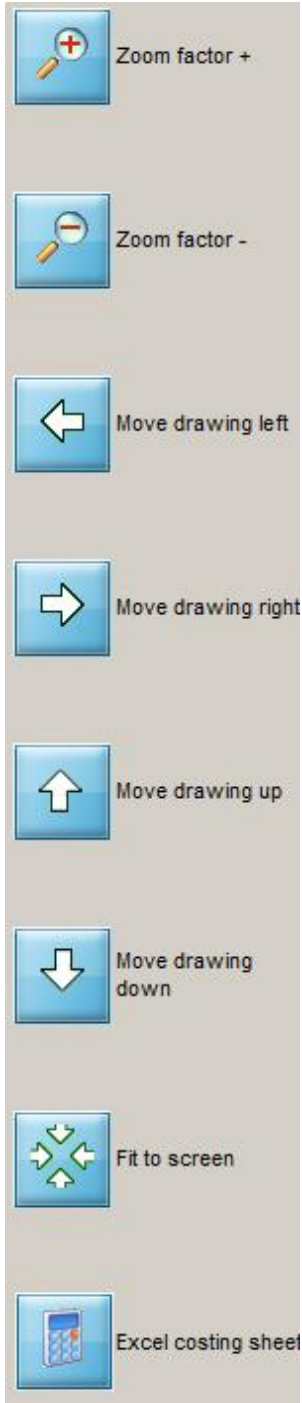 Zoom factor +
Zoom factor -
Move drawing left
Move drawing right
Move drawing up
Move drawing
down
Fit to screen
Excel costing sheet